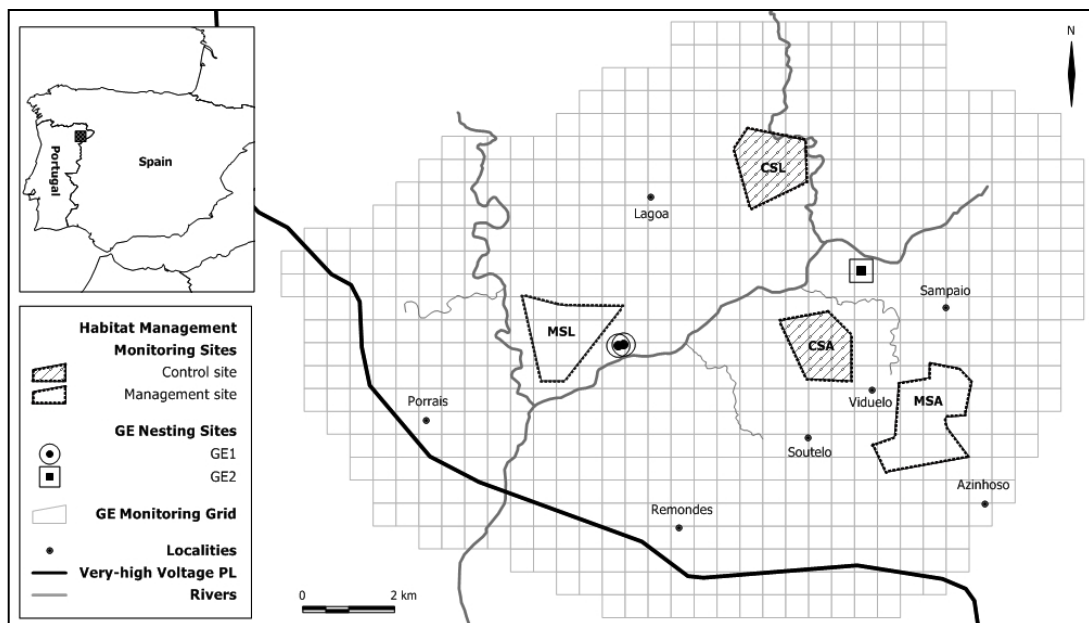 Portugal
Spain
Habitat Management
Monitoring Sites
Control site
Management site
GE Nesting Sites
GE1
GE2
GE Monitoring Grid
Localities
Very-high Voltage PL
Rivers
N
CSL
Lagoa
Sampaio
MSL
CSA
MSA
Viduelo
Porrais
Soutelo
Azinhoso
Remondes
0 2 km